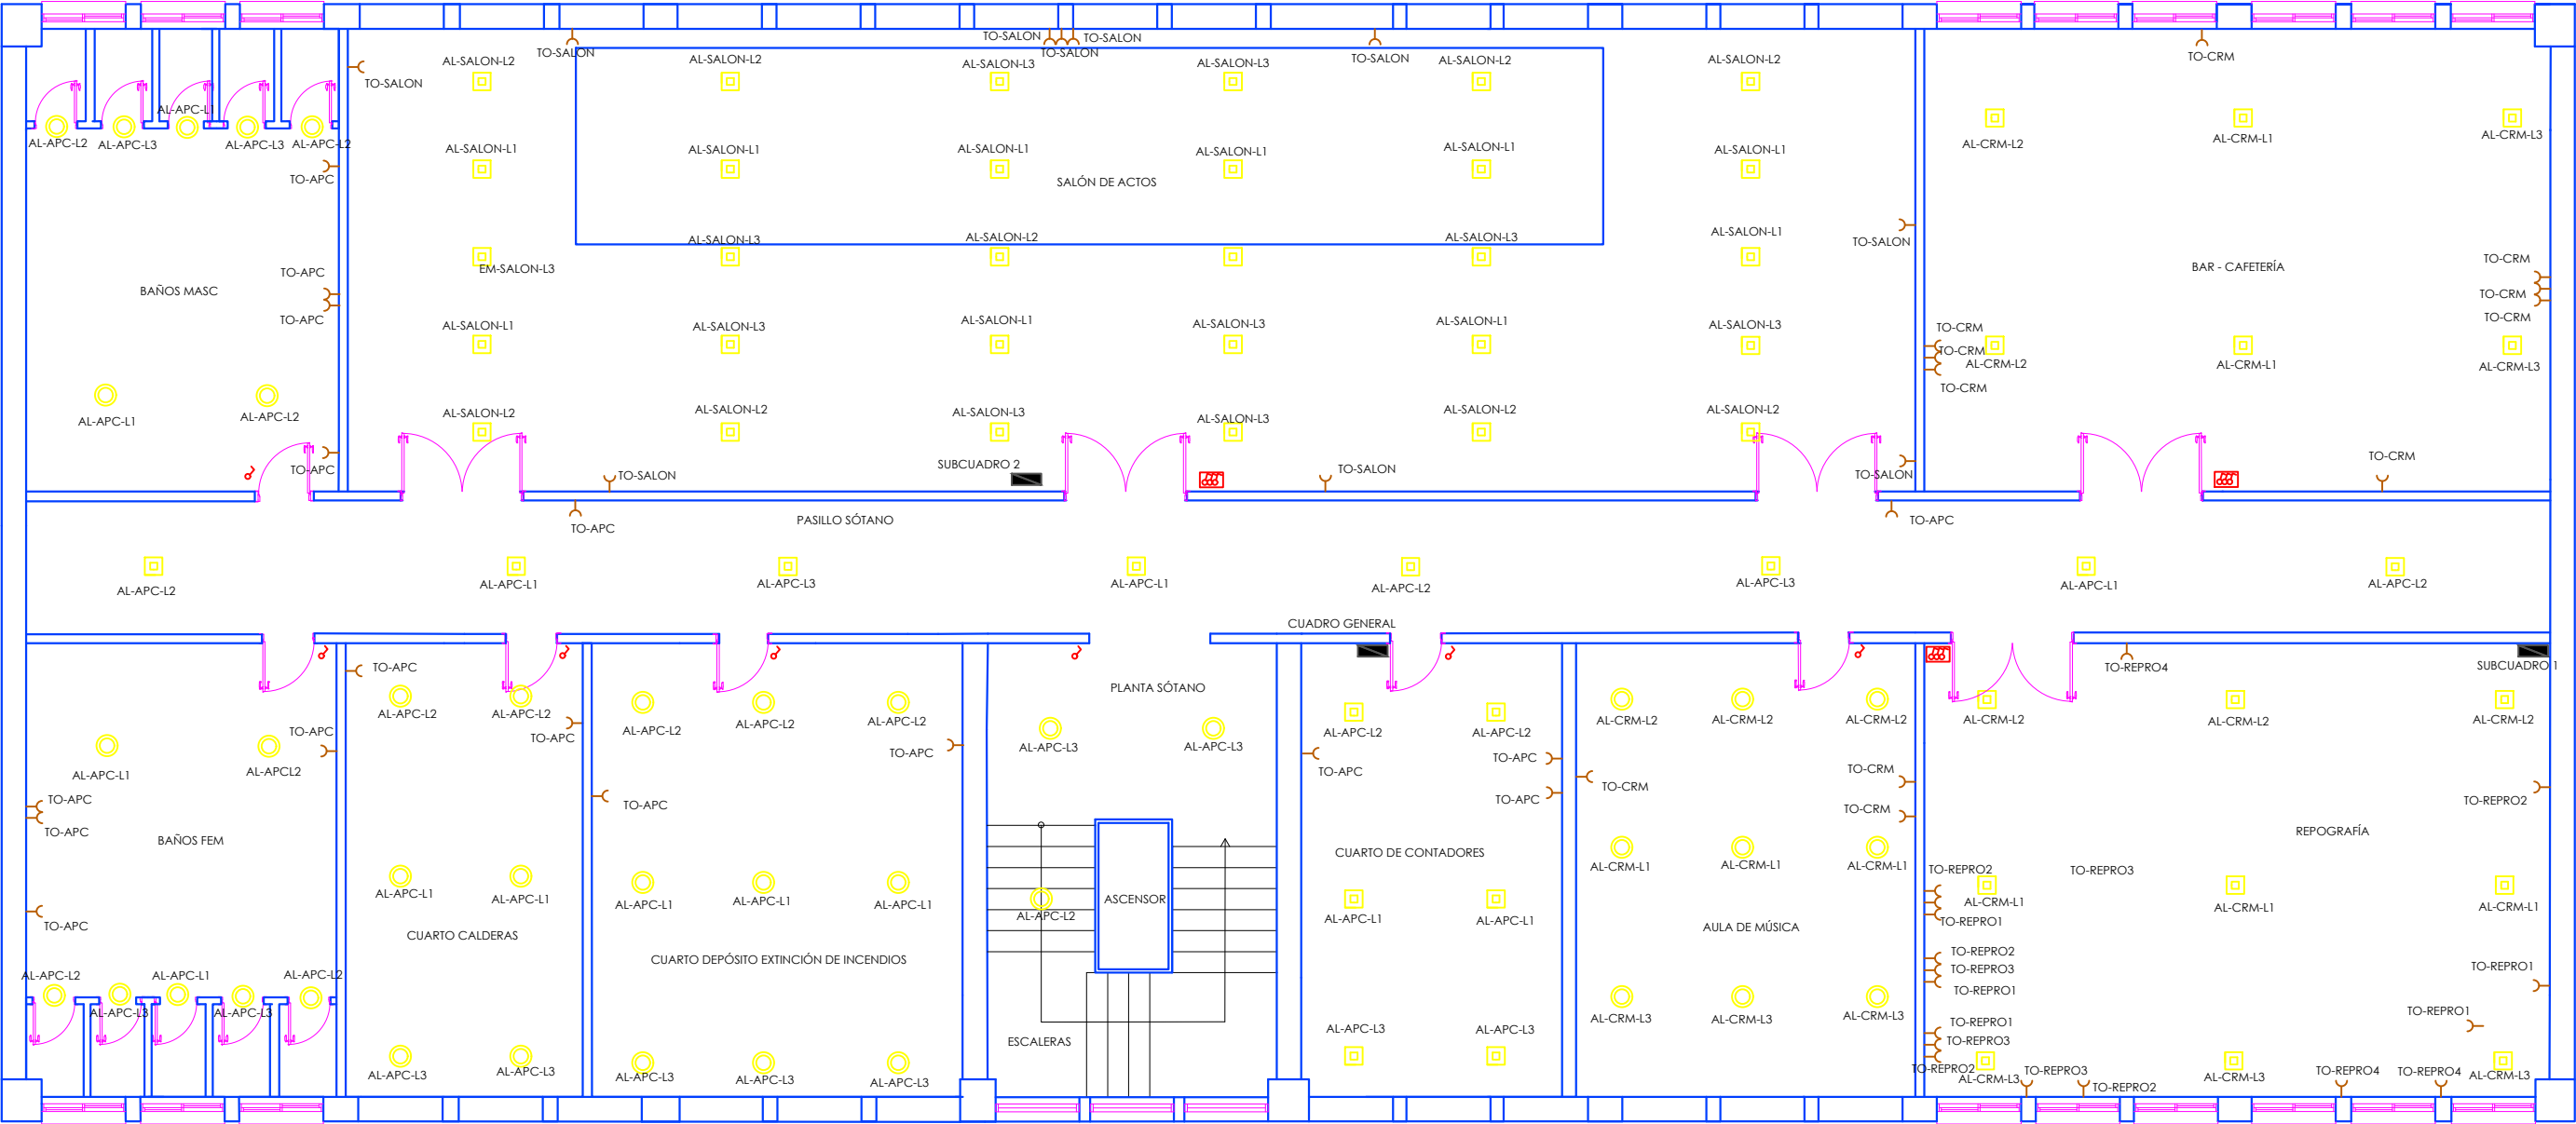 TO-SALON
TO-SALON
TO-SALON
TO-SALON
TO-SALON
TO-CRM
AL-SALON-L2
AL-SALON-L2
AL-SALON-L3
AL-SALON-L3
AL-SALON-L2
AL-SALON-L2
TO-SALON
AL-APC-L1
AL-APC-L2
AL-APC-L3
AL-APC-L3
AL-APC-L2
AL-CRM-L2
AL-CRM-L1
AL-CRM-L3
AL-SALON-L1
AL-SALON-L1
AL-SALON-L1
AL-SALON-L1
AL-SALON-L1
AL-SALON-L1
TO-APC
SALÓN DE ACTOS
AL-SALON-L3
AL-SALON-L2
AL-SALON-L3
AL-SALON-L1
TO-SALON
TO-APC
EM-SALON-L3
BAR - CAFETERÍA
TO-CRM
BAÑOS MASC
TO-CRM
TO-APC
TO-CRM
AL-SALON-L1
AL-SALON-L3
AL-SALON-L1
AL-SALON-L3
AL-SALON-L1
AL-SALON-L3
TO-CRM
TO-CRM
AL-CRM-L2
AL-CRM-L1
AL-CRM-L3
TO-CRM
AL-APC-L1
AL-APC-L2
AL-SALON-L2
AL-SALON-L2
AL-SALON-L3
AL-SALON-L3
AL-SALON-L2
AL-SALON-L2
TO-APC
TO-SALON
SUBCUADRO 2
TO-SALON
TO-SALON
TO-CRM
TO-APC
PASILLO SÓTANO
TO-APC
AL-APC-L2
AL-APC-L1
AL-APC-L3
AL-APC-L1
AL-APC-L2
AL-APC-L3
AL-APC-L1
AL-APC-L2
CUADRO GENERAL
TO-APC
TO-REPRO4
SUBCUADRO 1
PLANTA SÓTANO
AL-APC-L2
AL-APC-L2
AL-APC-L2
AL-APC-L2
AL-APC-L2
AL-APC-L2
AL-APC-L2
AL-CRM-L2
AL-CRM-L2
AL-CRM-L2
AL-CRM-L2
AL-CRM-L2
AL-CRM-L2
TO-APC
TO-APC
TO-APC
AL-APC-L3
AL-APC-L3
TO-APC
AL-APC-L1
AL-APCL2
TO-APC
TO-CRM
TO-APC
TO-APC
TO-APC
TO-APC
TO-CRM
TO-CRM
TO-REPRO2
TO-APC
BAÑOS FEM
REPOGRAFÍA
CUARTO DE CONTADORES
AL-CRM-L1
AL-CRM-L1
AL-CRM-L1
TO-REPRO2
TO-REPRO3
AL-APC-L1
AL-APC-L1
AL-APC-L1
AL-APC-L1
AL-APC-L1
ASCENSOR
AL-CRM-L1
AL-CRM-L1
AL-CRM-L1
AL-APC-L2
AL-APC-L1
AL-APC-L1
TO-REPRO1
TO-APC
CUARTO CALDERAS
AULA DE MÚSICA
CUARTO DEPÓSITO EXTINCIÓN DE INCENDIOS
TO-REPRO2
TO-REPRO3
TO-REPRO1
TO-REPRO1
AL-APC-L2
AL-APC-L1
AL-APC-L2
AL-APC-L3
AL-APC-L3
TO-REPRO1
AL-CRM-L3
AL-CRM-L3
AL-CRM-L3
ESCALERAS
AL-APC-L3
AL-APC-L3
TO-REPRO1
TO-REPRO3
AL-APC-L3
AL-APC-L3
AL-APC-L3
AL-APC-L3
AL-APC-L3
TO-REPRO2
AL-CRM-L3
TO-REPRO3
TO-REPRO2
AL-CRM-L3
TO-REPRO4
TO-REPRO4
AL-CRM-L3